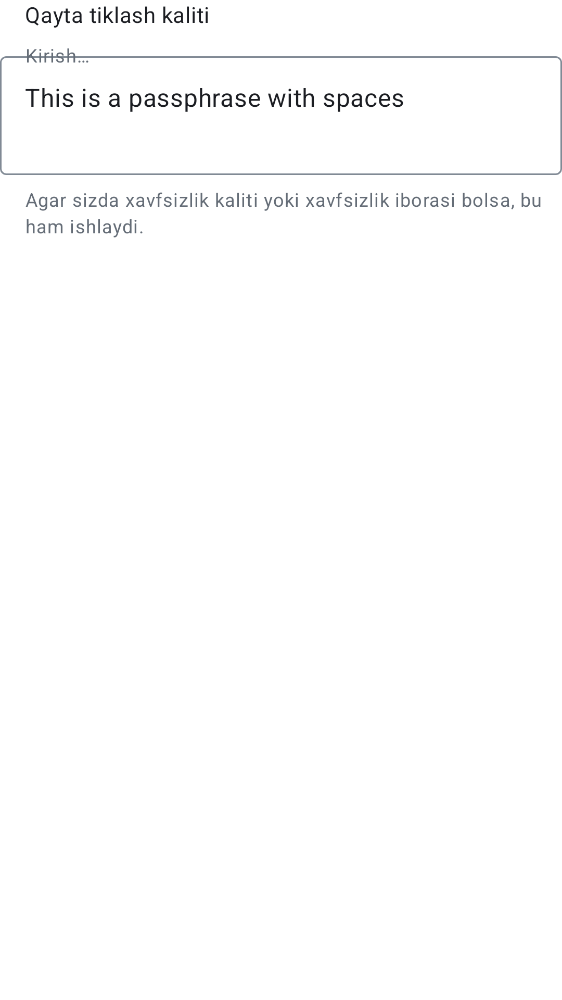 Qayta tiklash kaliti
Kirish…
This is a passphrase with spaces
Agar sizda xavfsizlik kaliti yoki xavfsizlik iborasi bolsa, bu
ham ishlaydi.